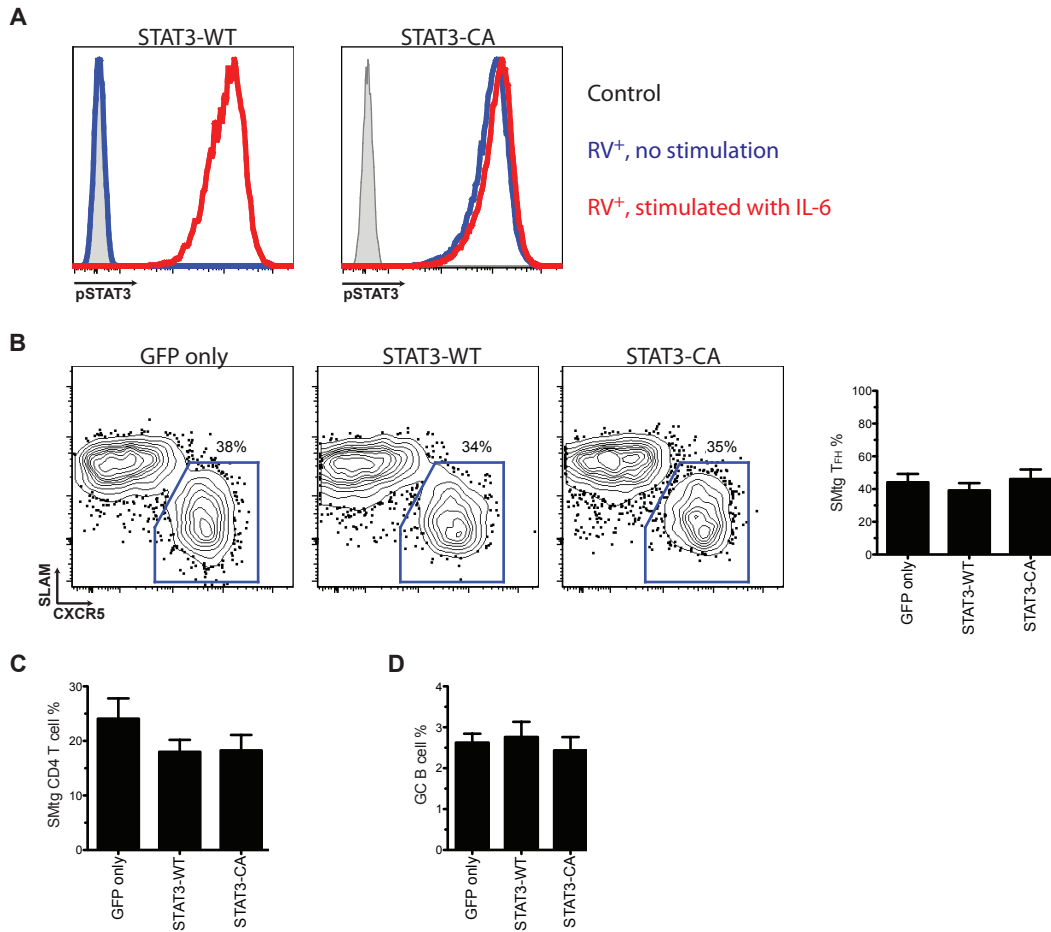 A
STAT3-WT
STAT3-CA
pSTAT3
pSTAT3
Control
RV+, no stimulation
RV+, stimulated with IL-6
B
GFP only
STAT3-WT
STAT3-CA
38%
34%
35%
SLAM
CXCR5
SMtg TFH %
100
80
60
40
20
0
GFP only
STAT3-WT
STAT3-CA
C
SMtg CD4 T cell %
30
20
10
0
GFP only
STAT3-WT
STAT3-CA
D
GC B cell %
4
3
2
1
0
GFP only
STAT3-WT
STAT3-CA